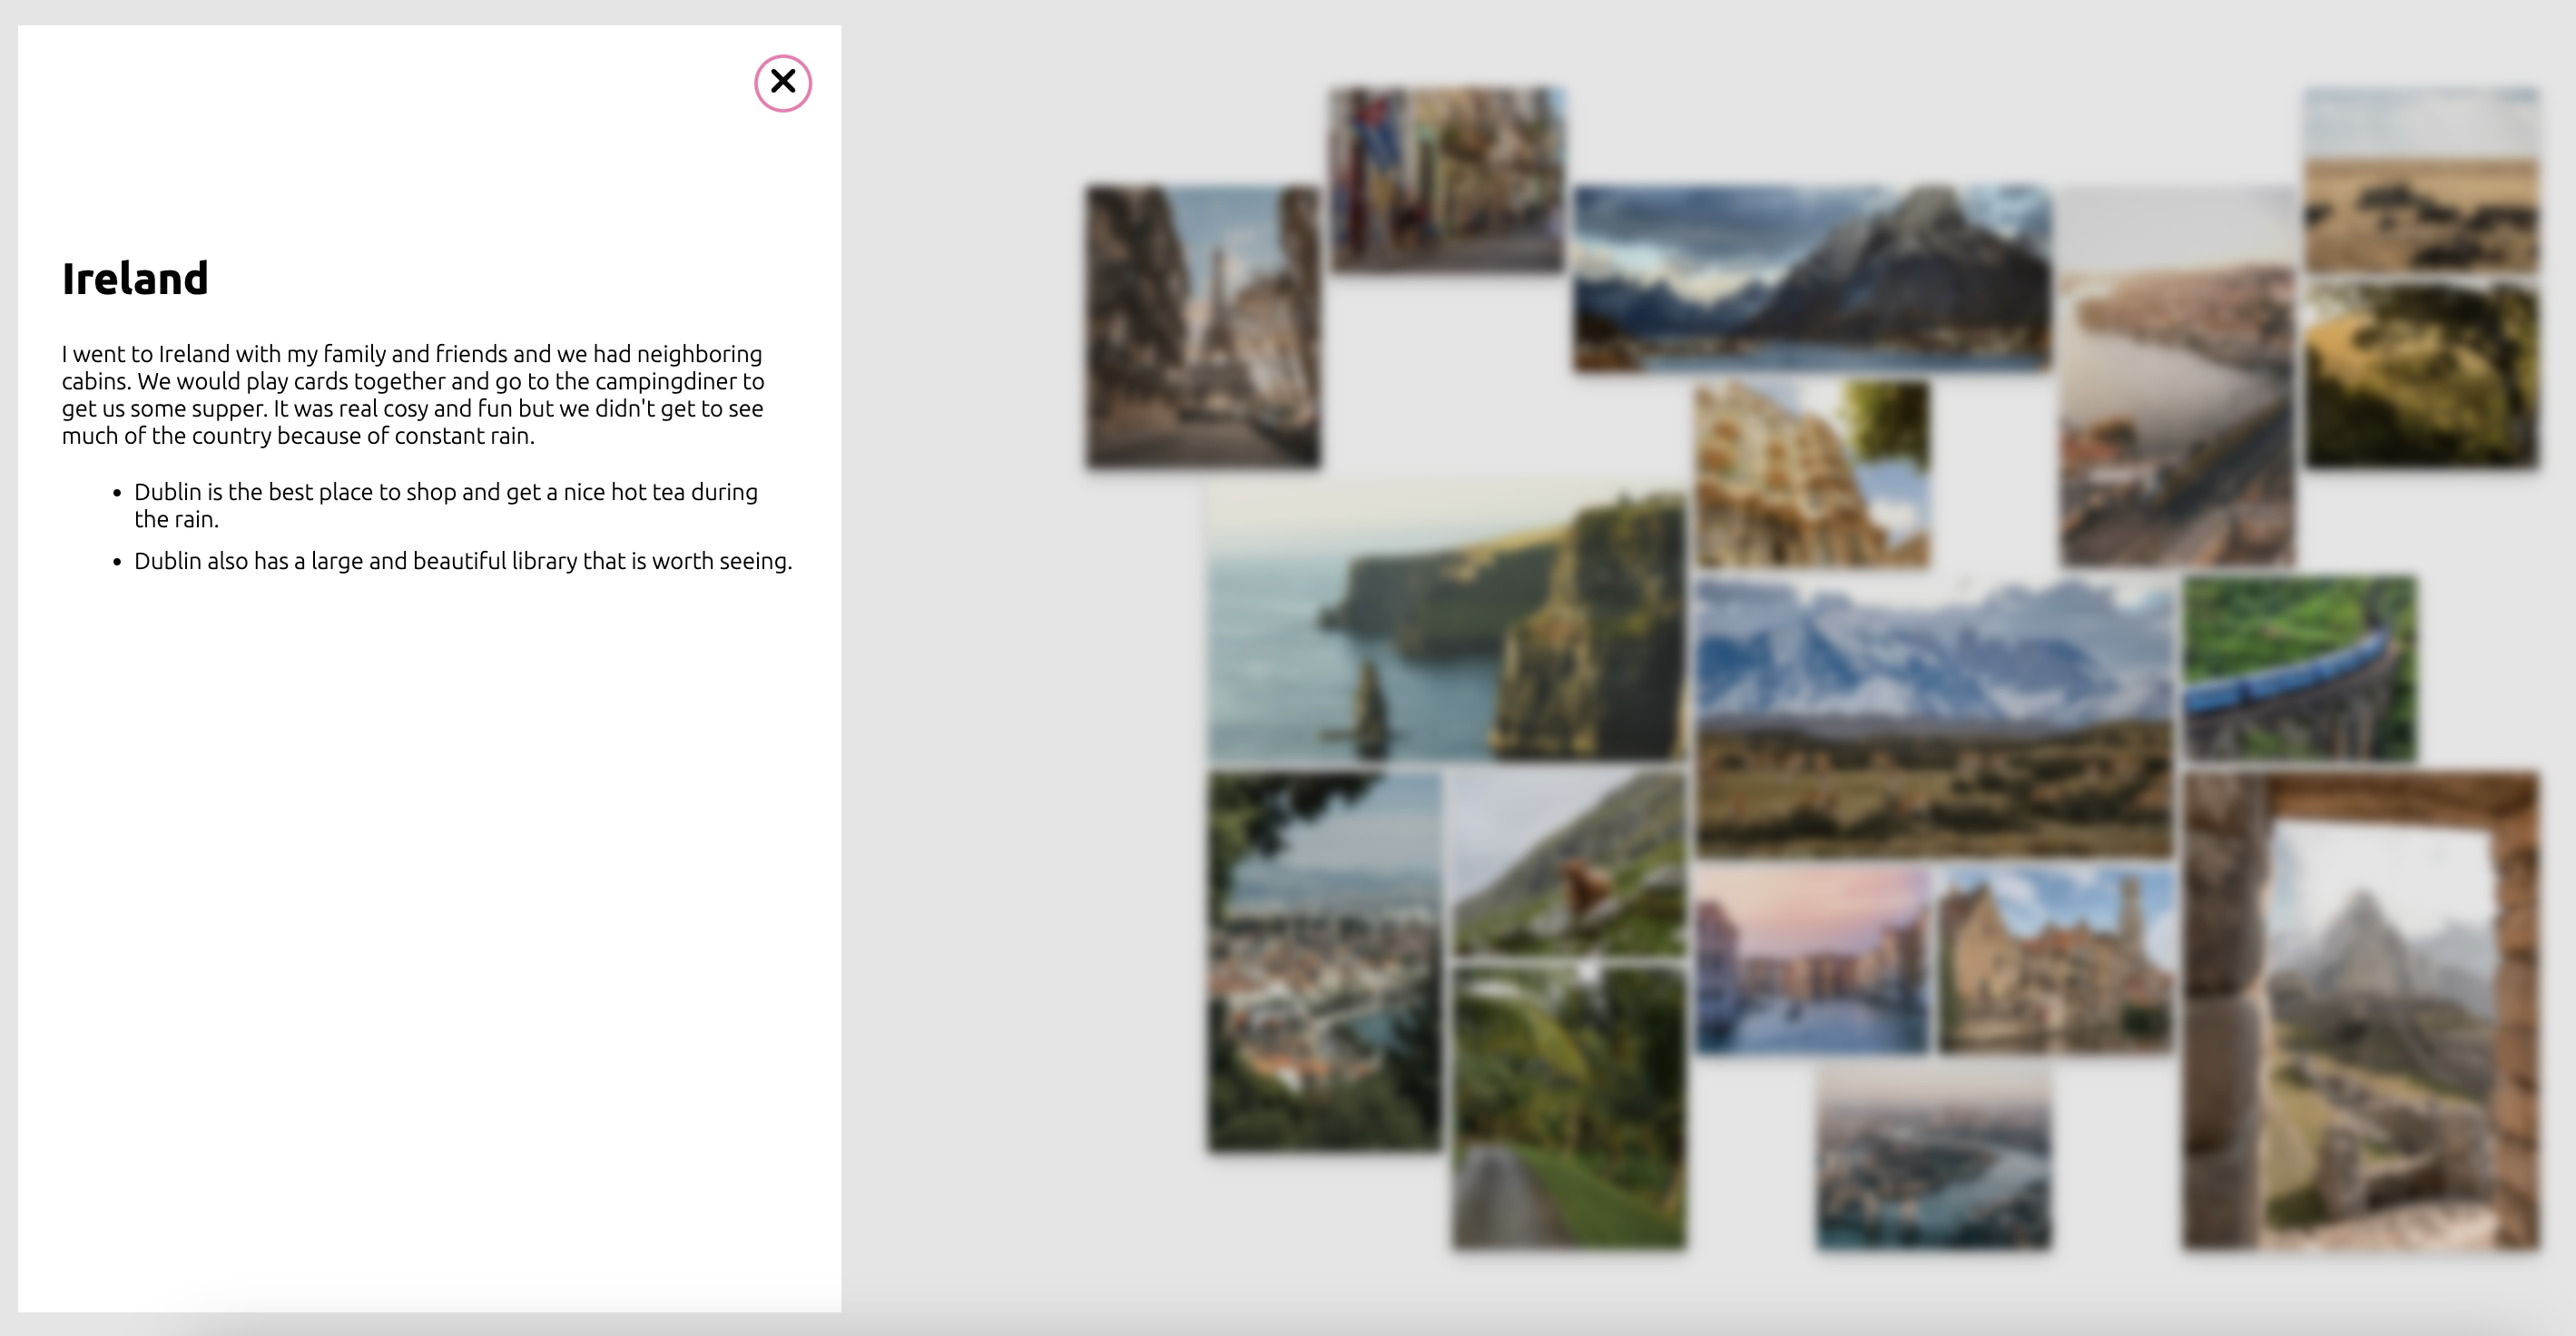 Ireland
I went to Ireland with my family and friends and we had neighboring
cabins. We would play cards together and go to the campingdiner to
get us some supper. It was real cosy and fun but we didn't get to see
much of the country because of constant rain.
• Dublin is the best place to shop and get a nice hot tea during
the rain.
• Dublin also has a large and beautiful library that is worth seeing.